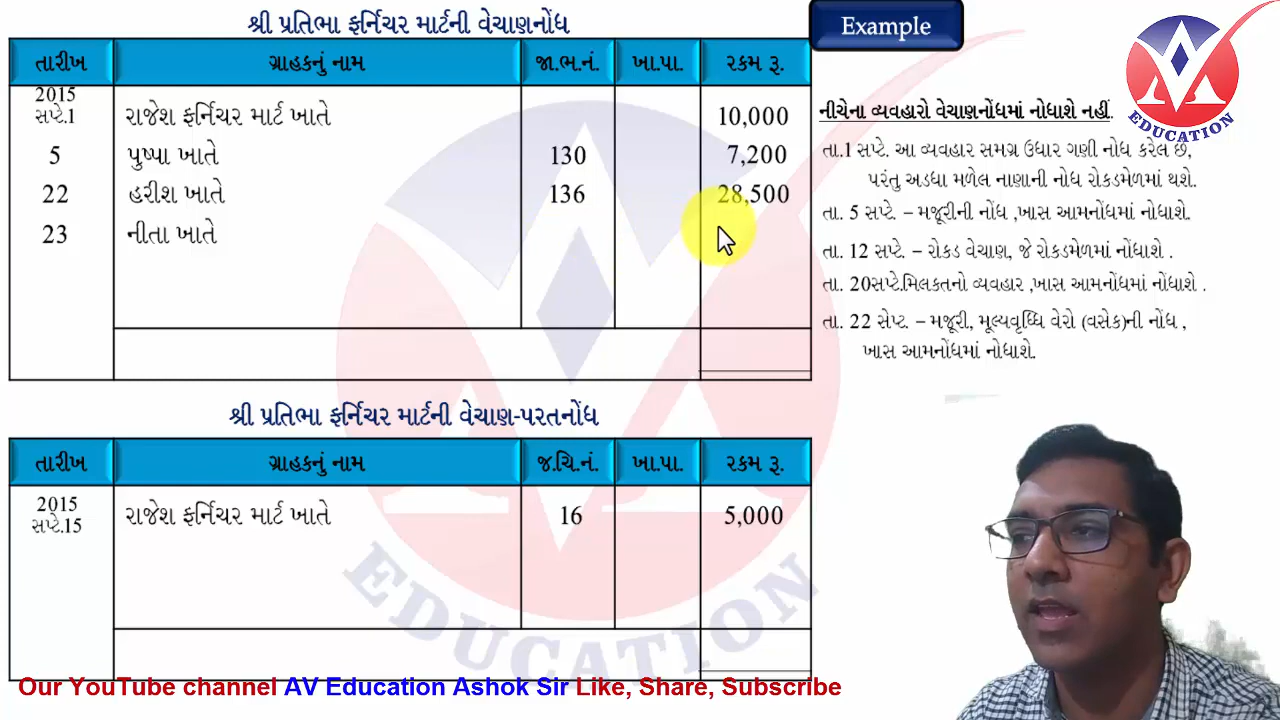 શ્રી પ્રતિભા ફર્નિચર માર્ટની વેચાણનોંધ
Example
તારીખ ગ્રાહકનું નામ જા.ભ.નં. ખા.પા. રકમ રૂ.
2015
સપ્ટે.1 રાજેશ ફર્નિચર માર્ટ ખાતે 10,000
5 પુષ્પા ખાતે 130 7,200
22 હરીશ ખાતે 136 28,500
23 નીતા ખાતે
EDUCATION
નીચેના વ્યવહારો વેચાણનોંધમાં નોધાશે નહીં.
તા.1 સપ્ટે. આ વ્યવહાર સમગ્ર ઉધાર ગણી નોધ કરેલ છે,
પરંતુ અડધા મળેલ નાણાની નોધ રોકડમેળમાં થશે.
તા. 5 સપ્ટે. – મજૂરીની નોંધ ,ખાસ આમનોંધમાં નોધાશે.
તા. 12 સપ્ટે. – રોકડ વેચાણ, જે રોકડમેળમાં નોંધાશે .
તા. 20સપ્ટે.મિલકતનો વ્યવહાર ,ખાસ આમનોંધમાં નોંધાશે .
તા. 22 સેપ્ટ. – મજૂરી, મૂલ્યવૃધ્ધિ વેરો (વસેક)ની નોંધ ,
ખાસ આમનોંધમાં નોધાશે.
શ્રી પ્રતિભા ફર્નિચર માર્ટની વેચાણ-પરતનોંધ
તારીખ ગ્રાહકનું નામ જ.ચિ.નં. ખા.પા. રકમ રૂ.
2015
સપ્ટે.15 રાજેશ ફર્નિચર માર્ટ ખાતે 16 5,000
EDUCATION
Our YouTube channel AV Education Ashok Sir Like, Share, Subscribe